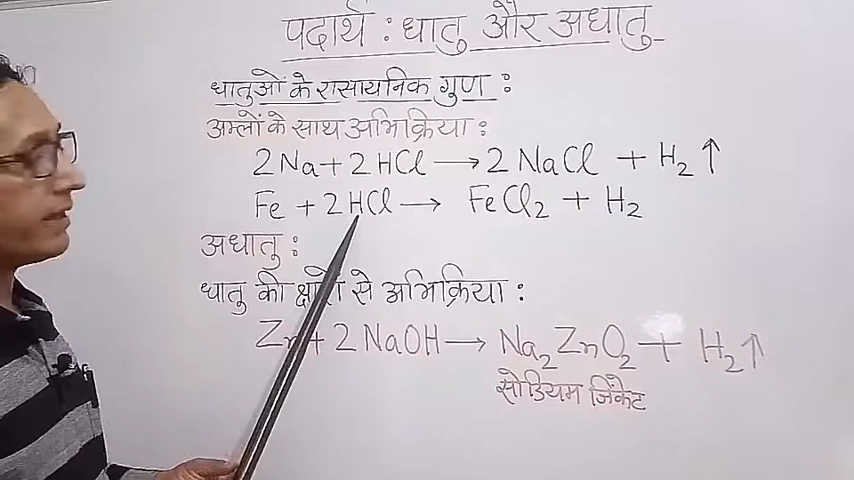 पदार्थ : धातु और अधातु
धातुओं के रासायनिक गुण :
अम्लों के साथ अभिक्रिया :
2Na + 2HCl → 2NaCl + H₂ ↑
Fe + 2HCl → FeCl₂ + H₂
अधातु :
धातु की क्षारों से अभिक्रिया :
Zn + 2NaOH → Na₂ZnO₂ + H₂ ↑
सोडियम जिंकेट